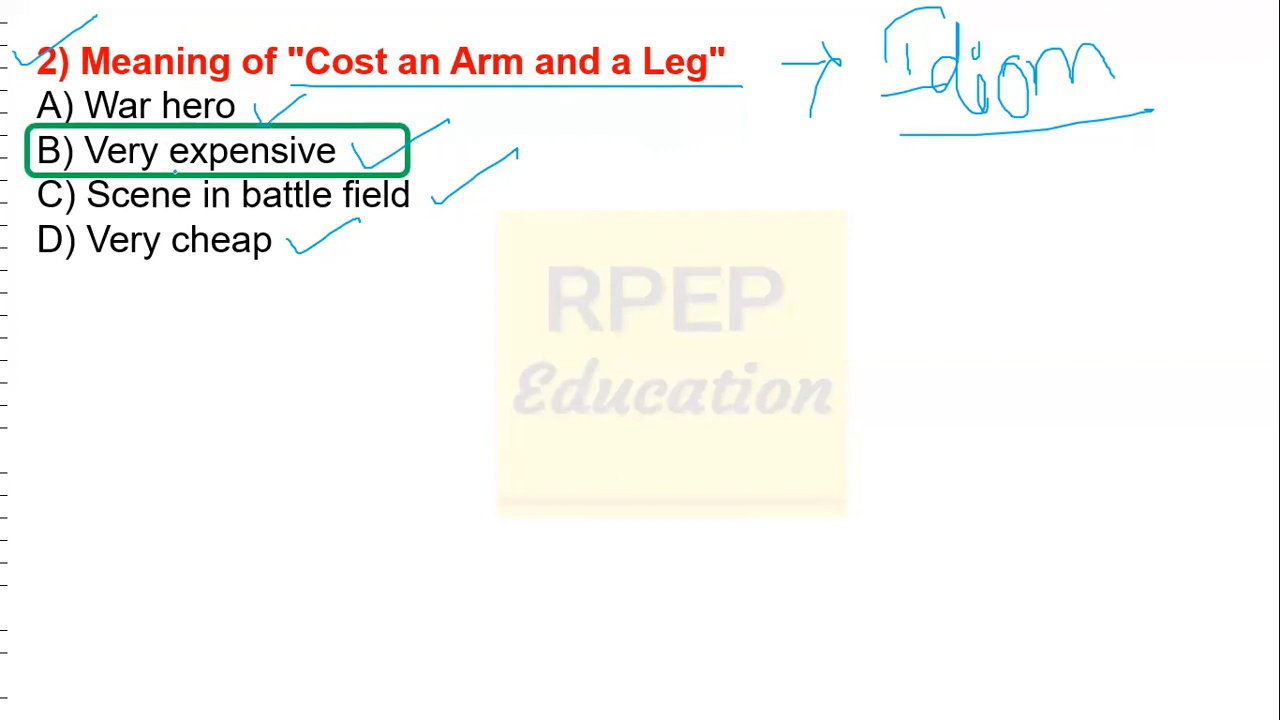 2) Meaning of "Cost an Arm and a Leg" → Idiom
A) War hero
B) Very expensive
C) Scene in battle field
D) Very cheap
RPEP
Education